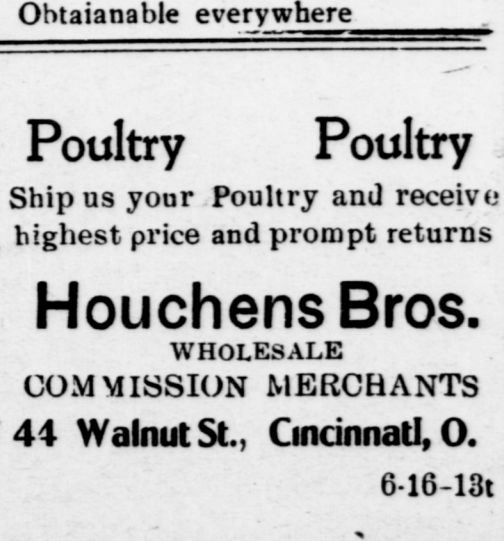 Obtaianable everywhere
Poultry Poultry
Ship us your Poultry and receive
highest price and prompt returns
Houchens Bros.
WHOLESALE
COMMISSION MERCHANTS
44 Walnut St., Cincinnati, O.
6-16-13t